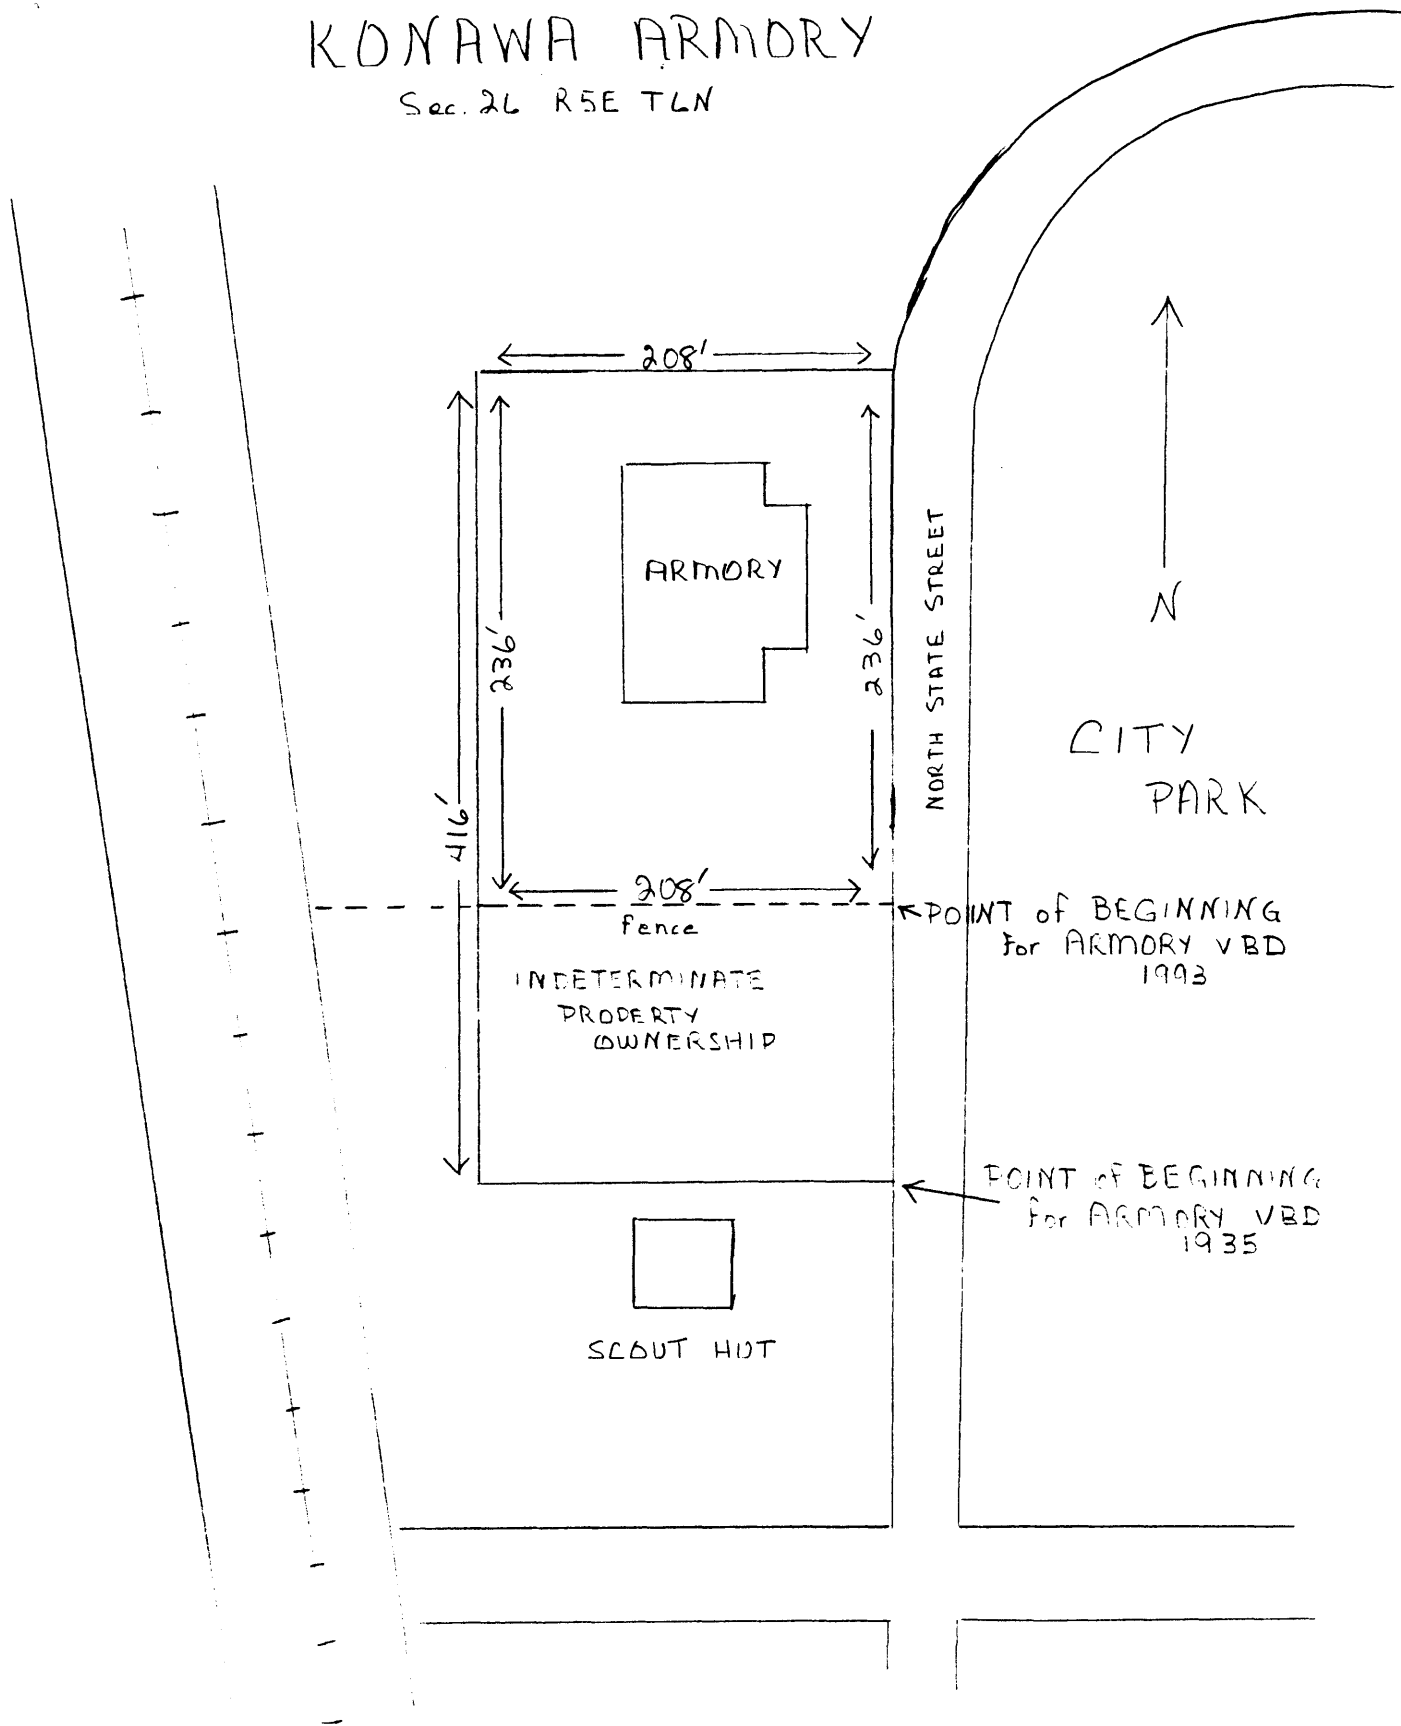 KONAWA ARMORY
Sec. 26 R5E T6N
208'
ARMORY
236'
236'
416'
NORTH STATE STREET
N
CITY
PARK
208'
fence
POINT of BEGINNING
for ARMORY VBD
1993
INDETERMINATE
PROPERTY
OWNERSHIP
POINT of BEGINNING
for ARMORY VBD
1935
SCOUT HUT